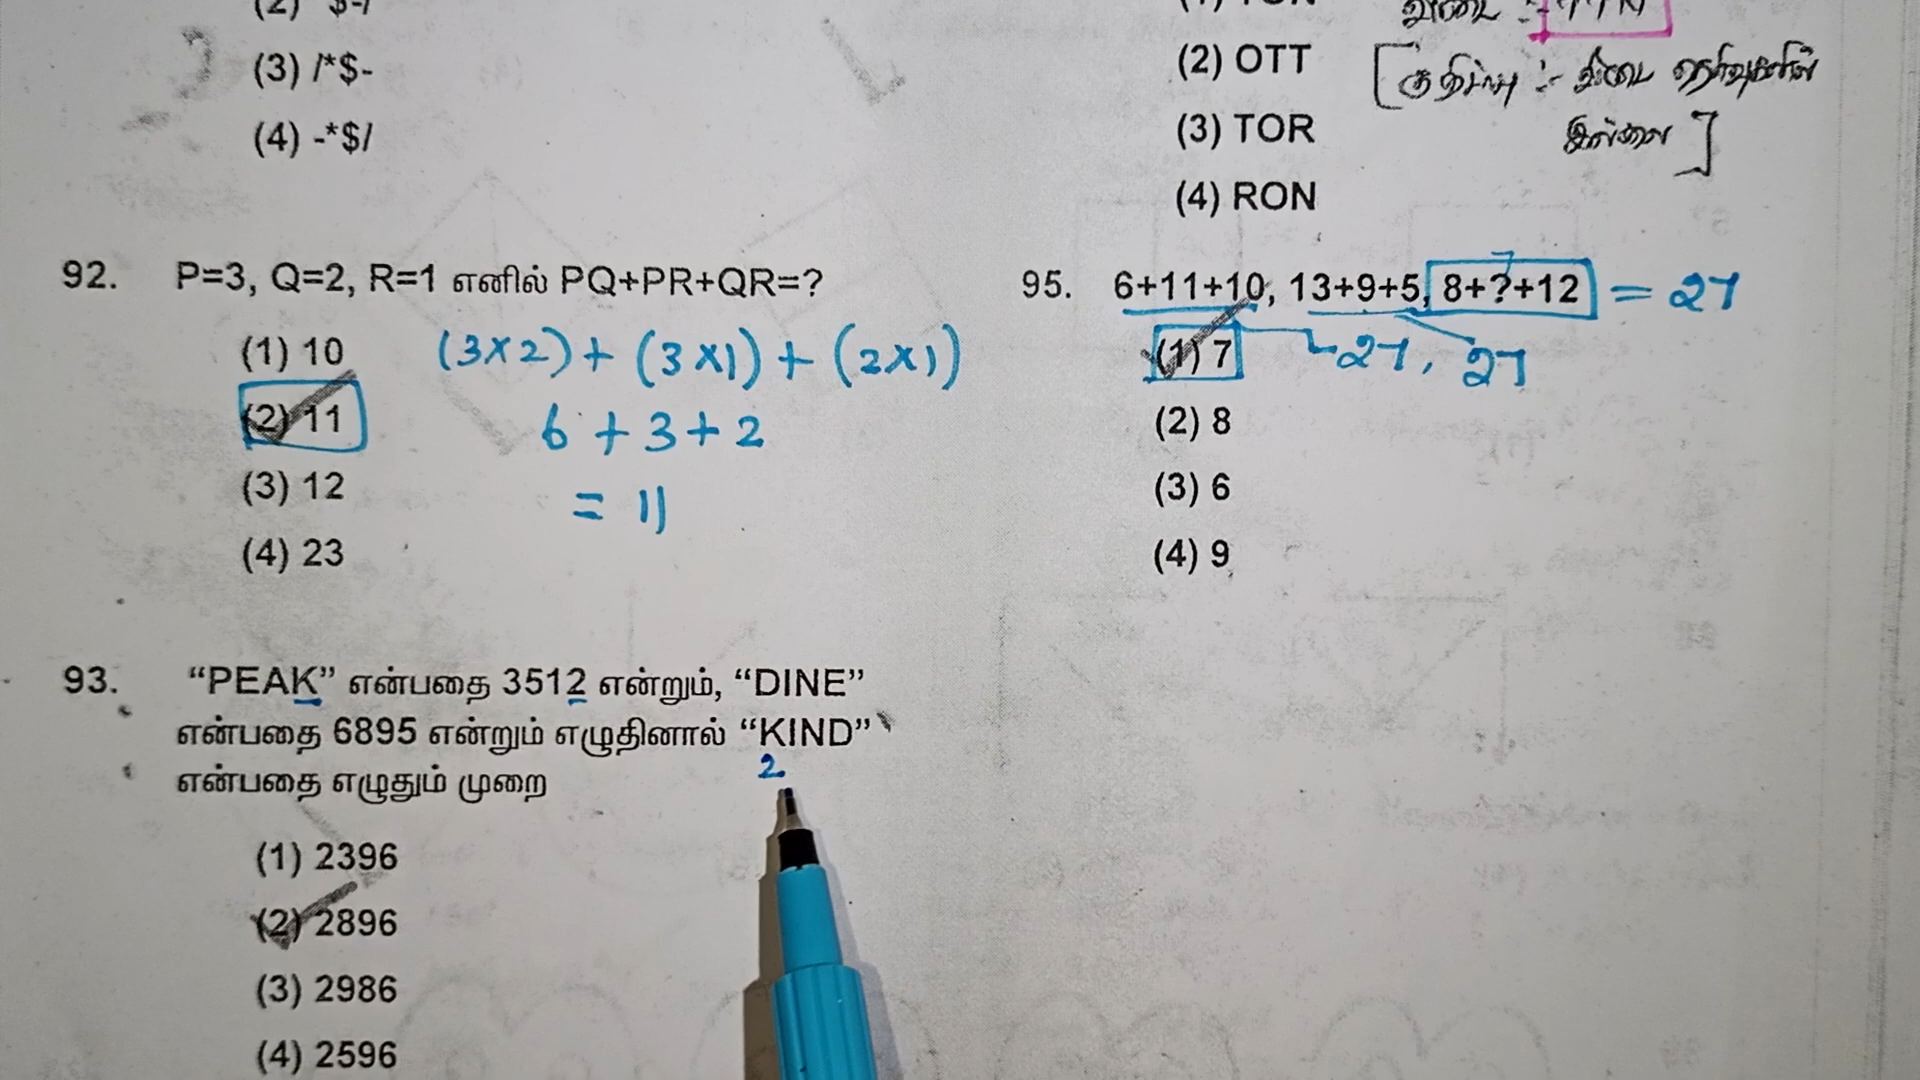 (3) /*$-
(4) -*$/
92. P=3, Q=2, R=1 எனில் PQ+PR+QR=?
(1) 10
(3×2)+(3×1)+(2×1)
(2) 11
6+3+2
(3) 12
= 11
(4) 23
93. “PEAK” என்பதை 3512 என்றும், “DINE”
என்பதை 6895 என்றும் எழுதினால் “KIND”
2
என்பதை எழுதும் முறை
(1) 2396
(2) 2896
(3) 2986
(4) 2596
விடை :-
(2) OTT
[குறிப்பு :- விடை
(3) TOR
இல்லை]
(4) RON
7
95. 6+11+10, 13+9+5, 8+?+12 = 27
(1) 7
27, 27
(2) 8
(3) 6
(4) 9